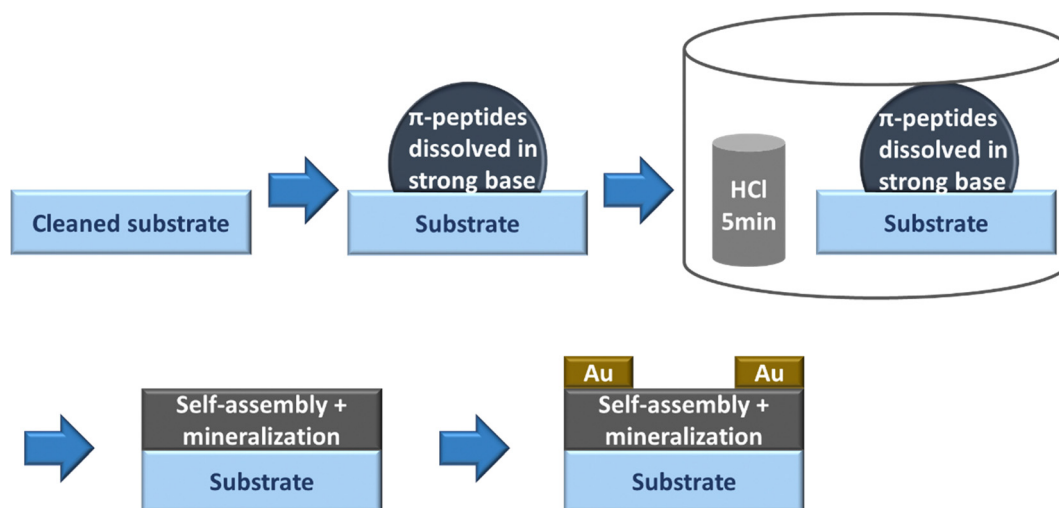 Cleaned substrate
π-peptides
dissolved in
strong base
Substrate
HCl
5min
π-peptides
dissolved in
strong base
Substrate
Self-assembly +
mineralization
Substrate
Au
Au
Self-assembly +
mineralization
Substrate